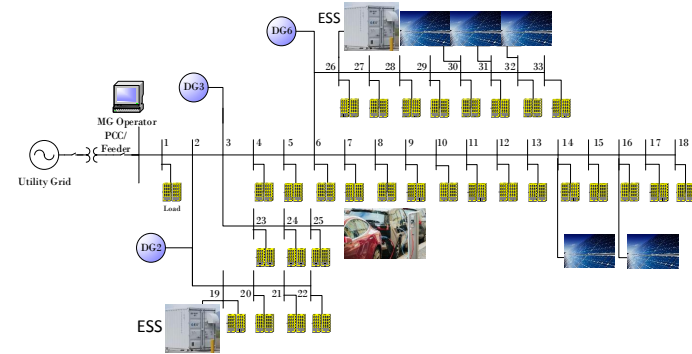 ESS
DG6
26 27 28 29 30 31 32 33
DG3
MG Operator
PCC/
Feeder
1 2 3 4 5 6 7 8 9 10 11 12 13 14 15 16 17 18
Utility Grid
Load
23 24 25
DG2
19 20 21 22
ESS